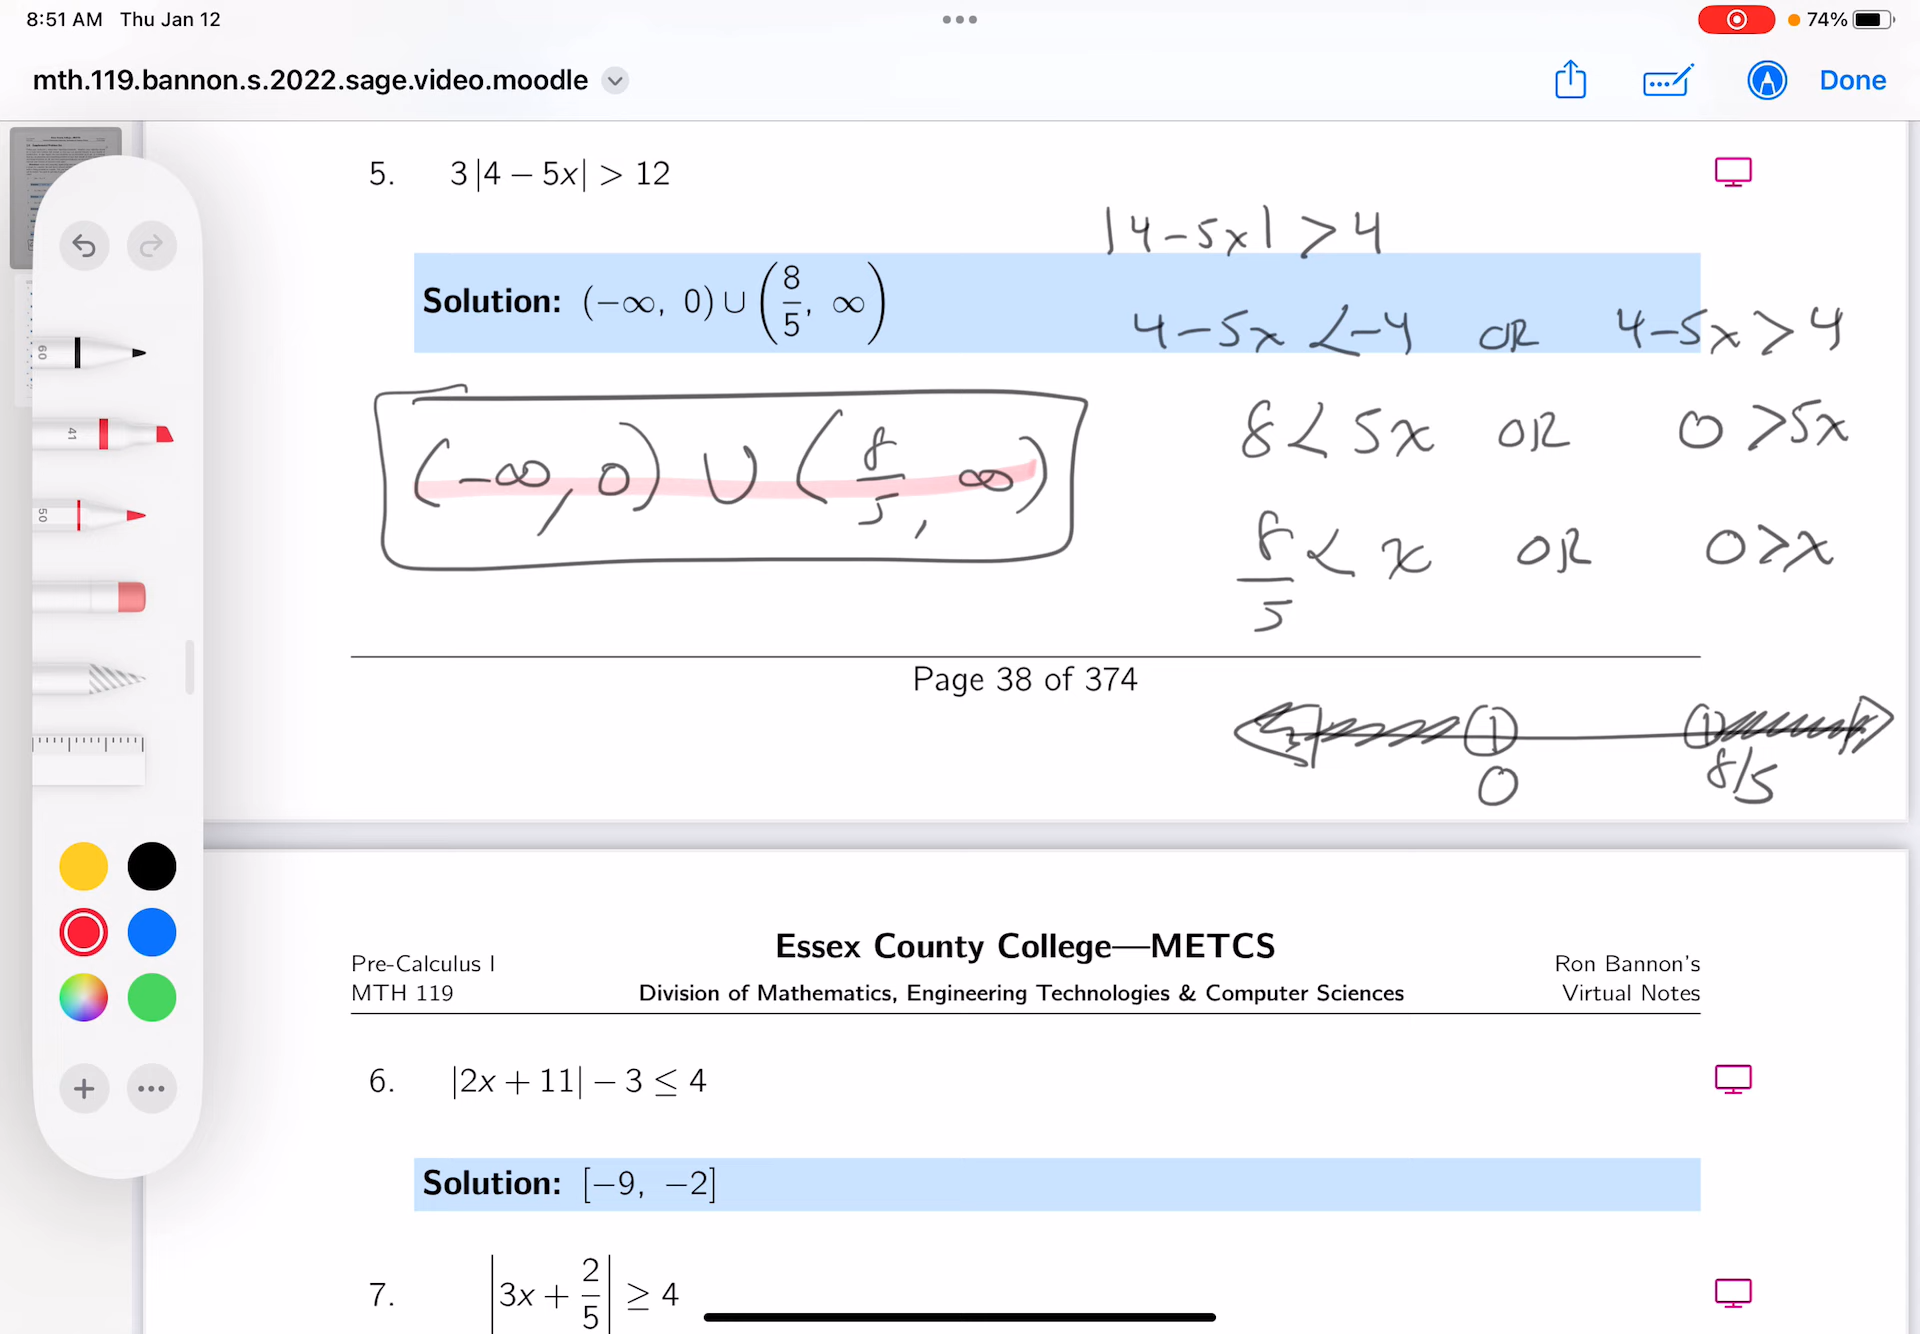 8:51 AM Thu Jan 12
74%
mth.119.bannon.s.2022.sage.video.moodle
Done
5. 3 |4 − 5x| > 12
|4−5x| > 4
Solution: (−∞, 0) ∪ (8/5, ∞)
4−5x < −4 OR 4−5x > 4
8 < 5x OR 0 > 5x
(−∞, 0) ∪ (8/5, ∞)
8/5 < x OR 0 > x
Page 38 of 374
0 8/5
60
41
50
Pre-Calculus I
MTH 119
Essex County College—METCS
Division of Mathematics, Engineering Technologies & Computer Sciences
Ron Bannon's
Virtual Notes
6. |2x + 11| − 3 ≤ 4
Solution: [−9, −2]
7. |3x + 2/5| ≥ 4